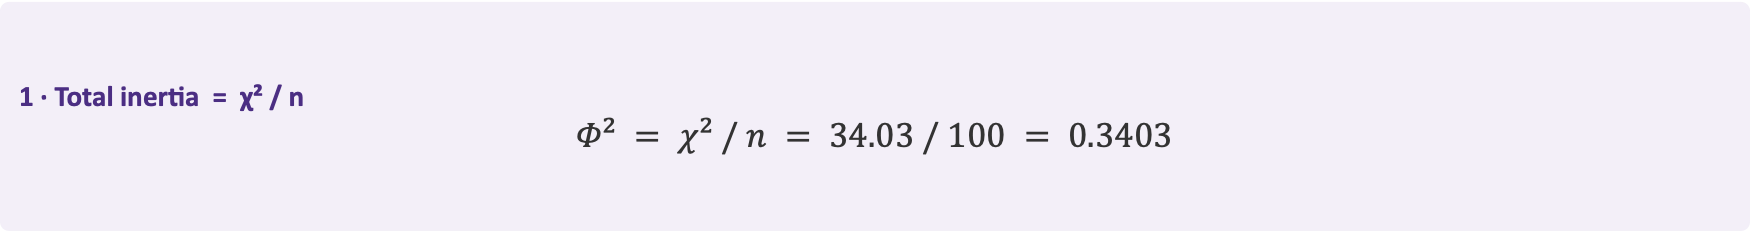 1 · Total inertia = χ² / n
Φ² = χ² / n = 34.03 / 100 = 0.3403